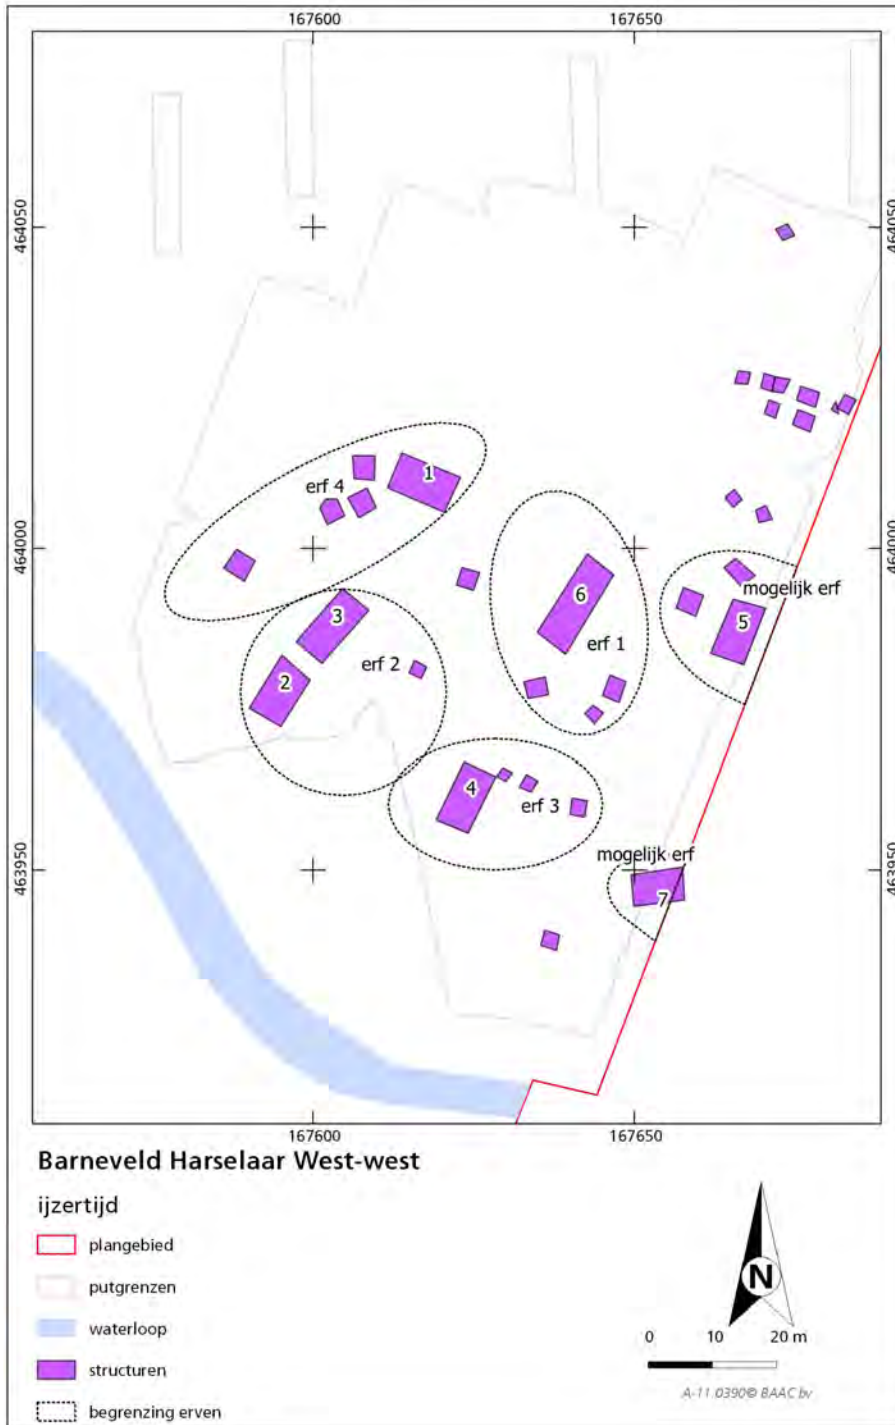 167600
167650
464050
464050
erf 4
1
464000
464000
6
mogelijk erf
3
5
erf 1
erf 2
2
4
erf 3
mogelijk erf
463950
463950
7
167600
167650
Barneveld Harselaar West-west
ijzertijd
plangebied
putgrenzen
waterloop
structuren
begrenzing erven
N
0 10 20 m
A-11.0390© BAAC bv